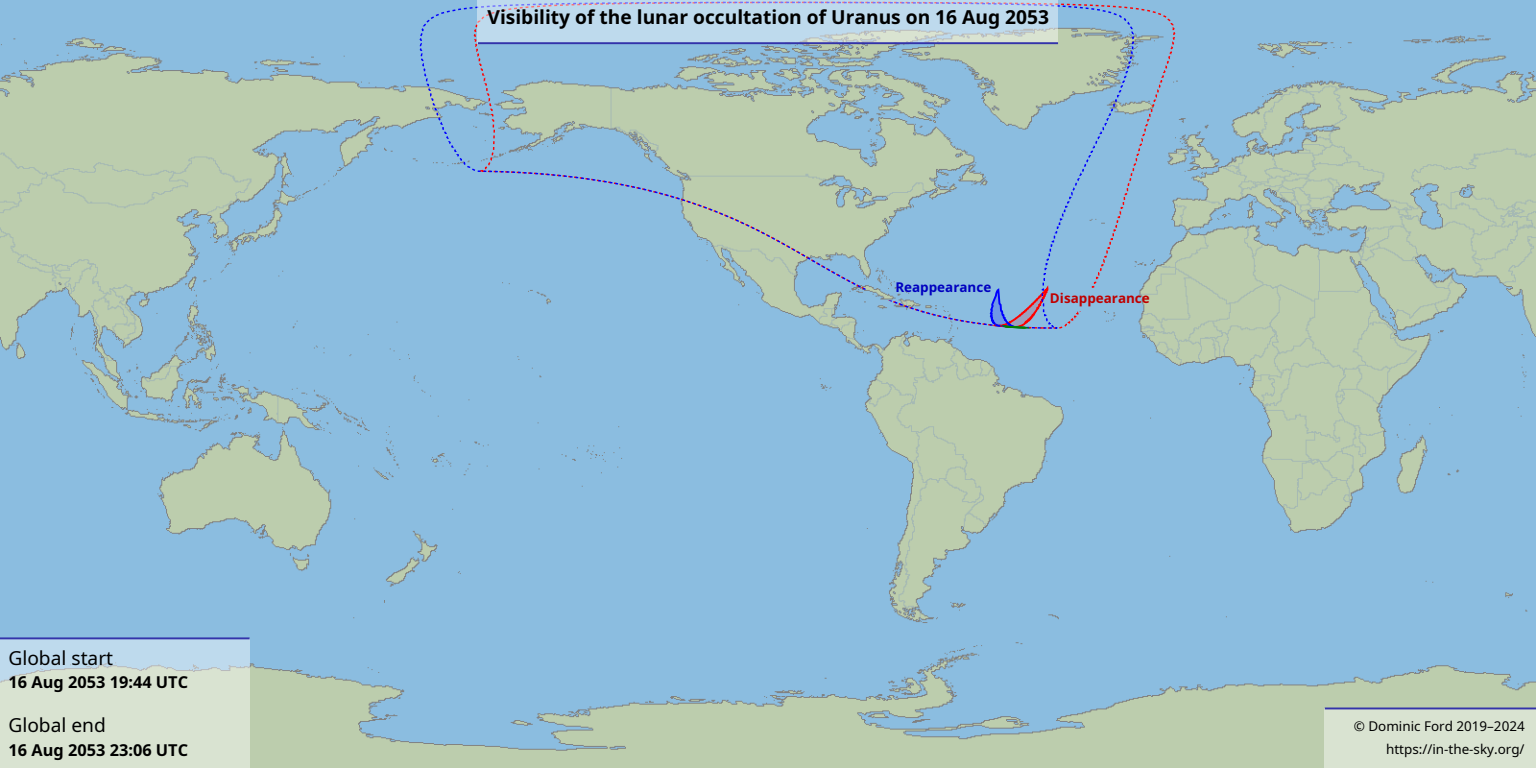 Visibility of the lunar occultation of Uranus on 16 Aug 2053
Reappearance
Disappearance
Global start
16 Aug 2053 19:44 UTC
Global end
16 Aug 2053 23:06 UTC
© Dominic Ford 2019–2024
https://in-the-sky.org/